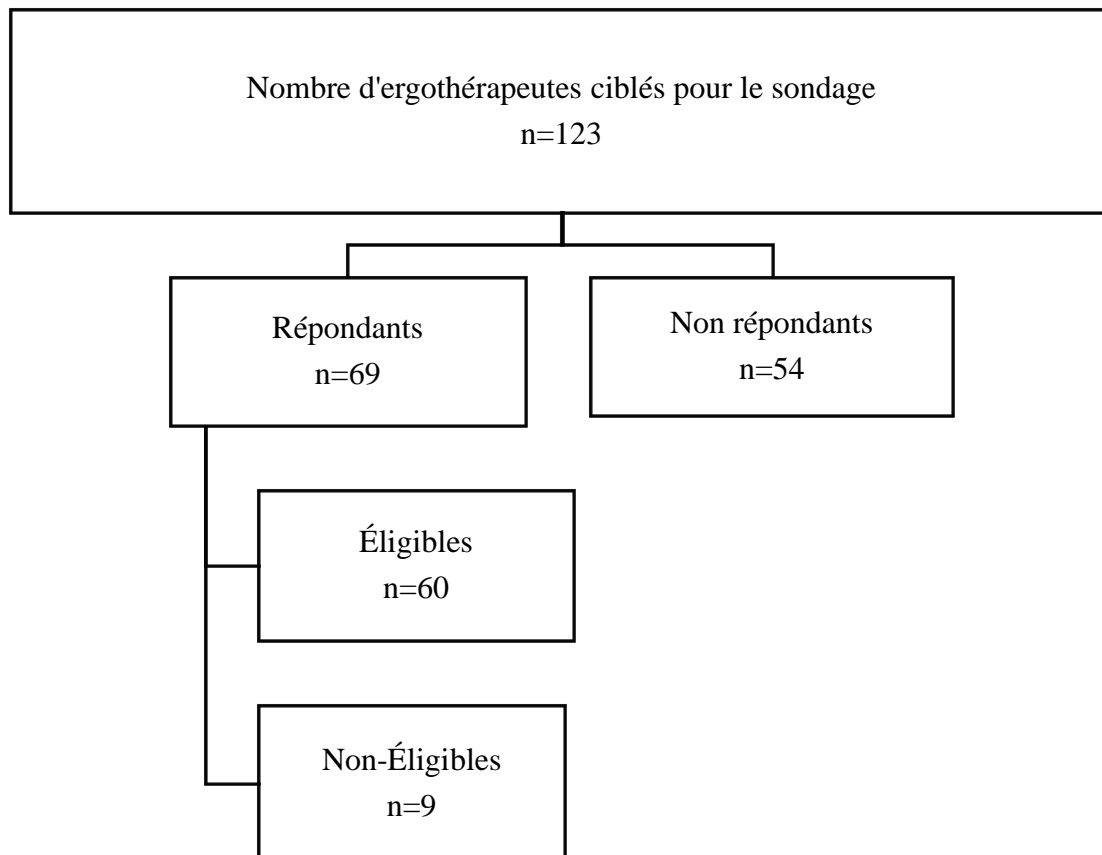 Nombre d'ergothérapeutes ciblés pour le sondage
n=123
Répondants
n=69
Non répondants
n=54
Éligibles
n=60
Non-Éligibles
n=9